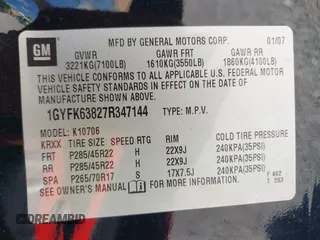 GM
MFD BY GENERAL MOTORS CORP. 01/07
GVWR GAWR FRT GAWR RR
3221KG(7100LB) 1610KG(3550LB) 1860KG(4100LB)
THIS VEHICLE CONFORMS TO ALL APPLICABLE U.S. FEDERAL MOTOR
VEHICLE SAFETY STANDARDS IN EFFECT ON THE DATE OF
MANUFACTURE SHOWN ABOVE.
1GYFK63827R347144 TYPE: M.P.V.
MODEL: K10706
KRXX TIRE SIZE SPEED RTG RIM COLD TIRE PRESSURE
FRT P285/45R22 H 22X9J 240KPA(35PSI)
RR P285/45R22 H 22X9J 240KPA(35PSI)
SPA P265/70R17 S 17X7.5J 240KPA(35PSI)
SEE OWNER'S MANUAL FOR MORE INFORMATION.
DREAMBID